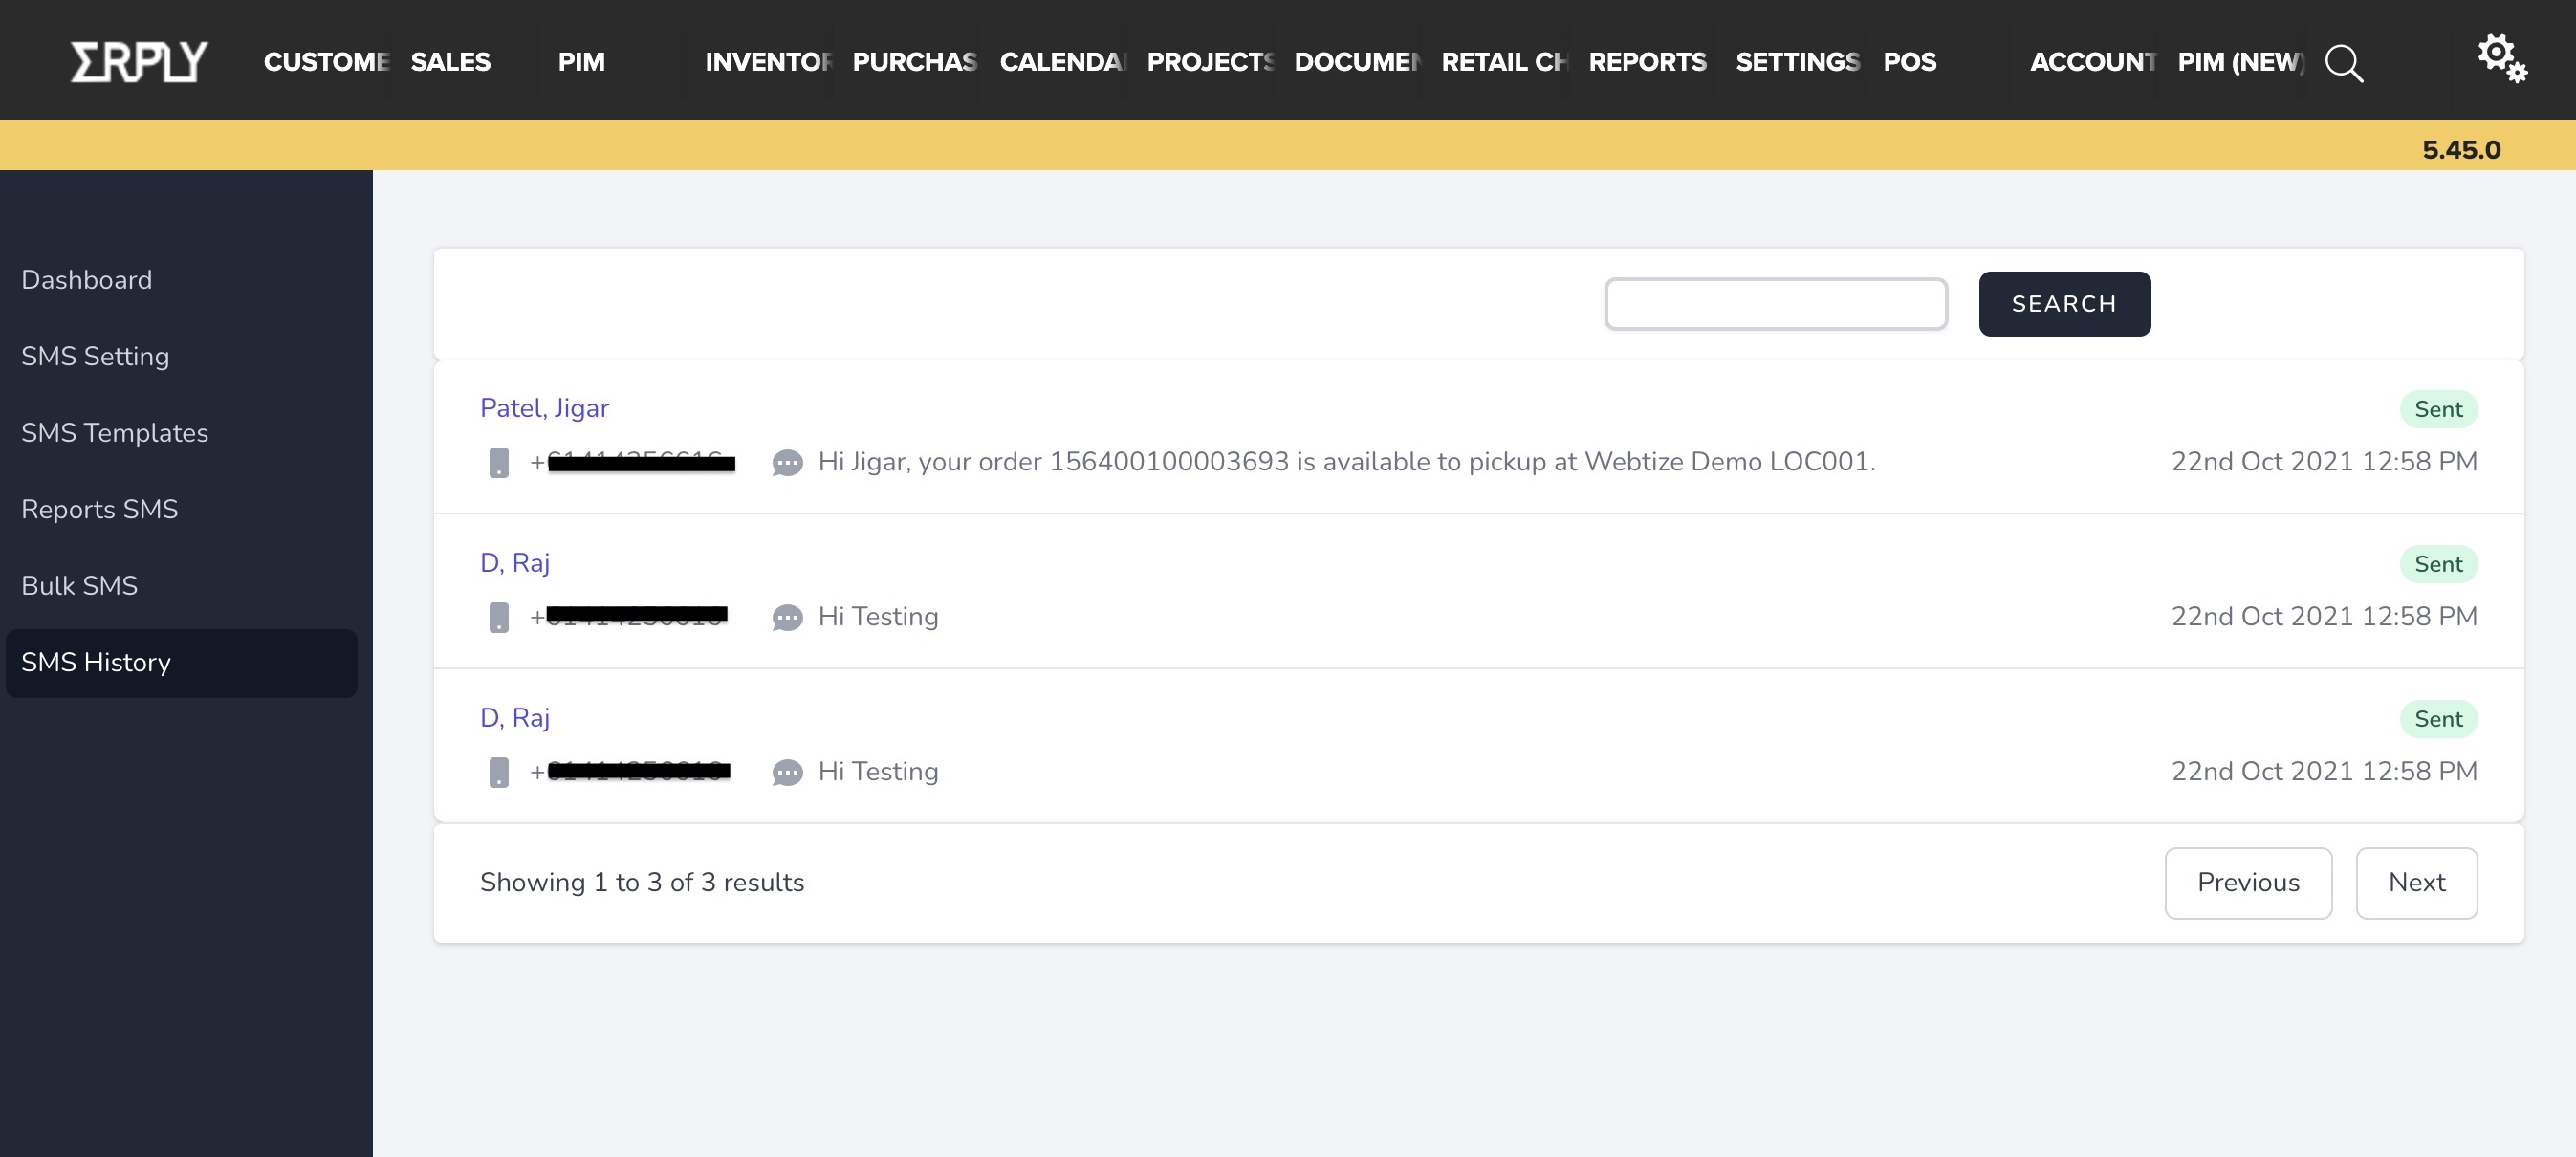 ERPLY CUSTOME SALES PIM INVENTOR PURCHAS CALENDA PROJECTS DOCUMEN RETAIL CH REPORTS SETTINGS POS ACCOUNT PIM (NEW)
5.45.0
Dashboard
SMS Setting
SMS Templates
Reports SMS
Bulk SMS
SMS History
SEARCH
Patel, Jigar Sent
+ Hi Jigar, your order 156400100003693 is available to pickup at Webtize Demo LOC001. 22nd Oct 2021 12:58 PM
D, Raj Sent
+ Hi Testing 22nd Oct 2021 12:58 PM
D, Raj Sent
+ Hi Testing 22nd Oct 2021 12:58 PM
Showing 1 to 3 of 3 results Previous Next